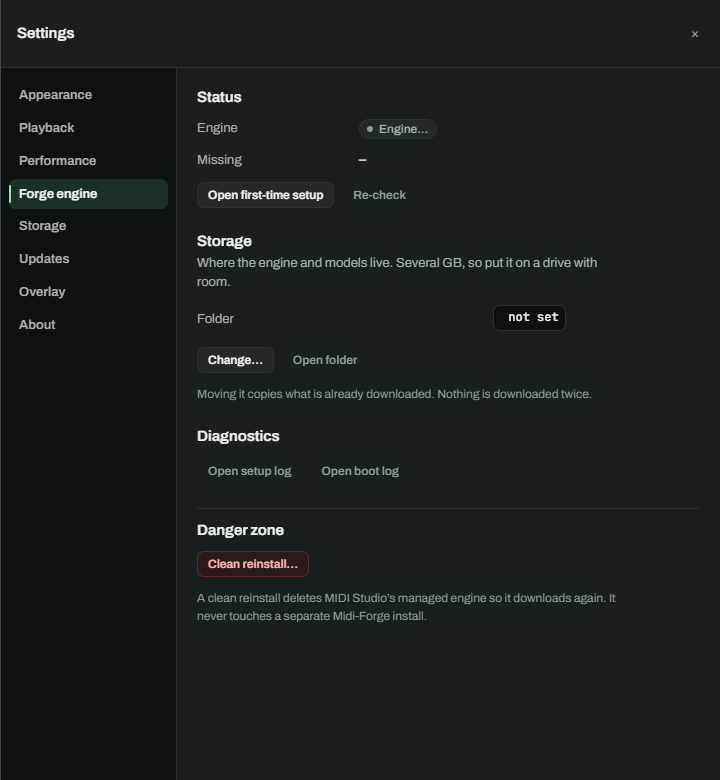 Settings
×
Appearance
Playback
Performance
Forge engine
Storage
Updates
Overlay
About
Status
Engine
Engine...
Missing
—
Open first-time setup
Re-check
Storage
Where the engine and models live. Several GB, so put it on a drive with
room.
Folder
not set
Change...
Open folder
Moving it copies what is already downloaded. Nothing is downloaded twice.
Diagnostics
Open setup log
Open boot log
Danger zone
Clean reinstall...
A clean reinstall deletes MIDI Studio's managed engine so it downloads again. It
never touches a separate Midi-Forge install.